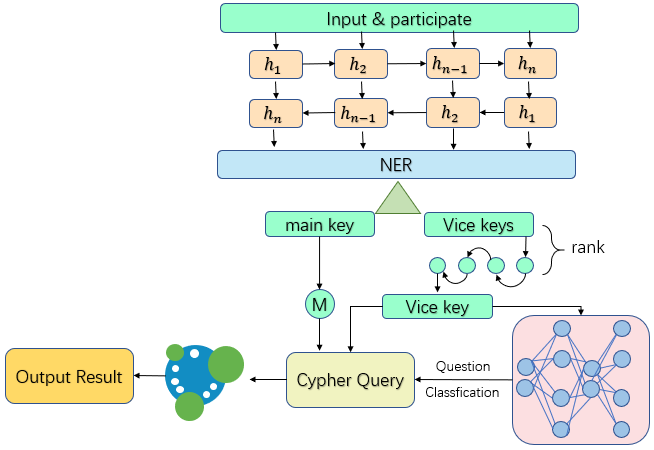 Input & participate
h₁ h₂ hₙ₋₁ hₙ
hₙ hₙ₋₁ h₂ h₁
NER
main key
Vice keys
rank
M
Vice key
Output Result
Cypher Query
Question
Classfication